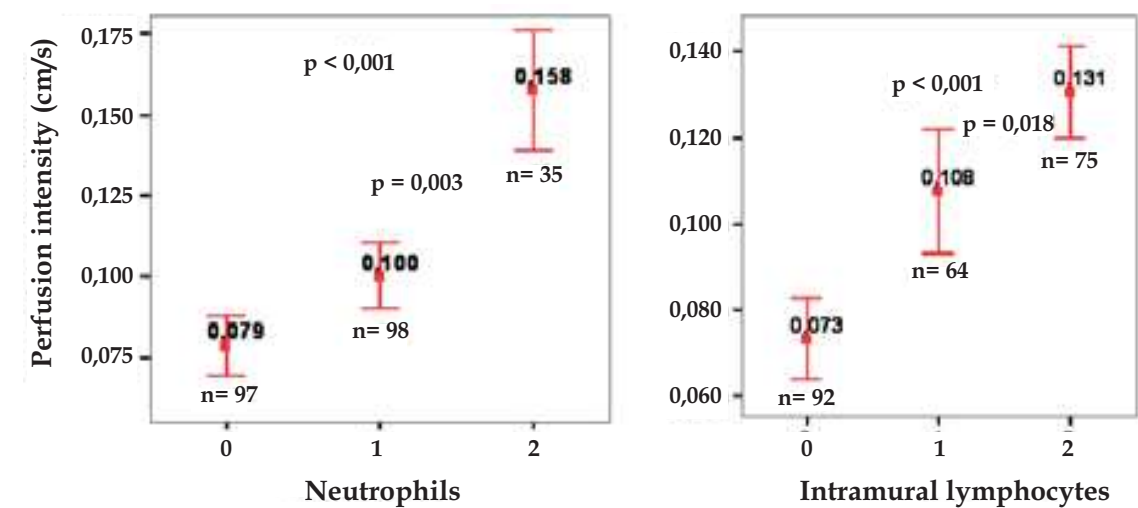 Perfusion intensity (cm/s)
0,175
0,150
0,125
0,100
0,075
p < 0,001
p = 0,003
0,158
n= 35
0,100
n= 98
0,079
n= 97
0
1
2
Neutrophils
0,140
0,120
0,100
0,080
0,060
p < 0,001
p = 0,018
0,131
n= 75
0,108
n= 64
0,073
n= 92
0
1
2
Intramural lymphocytes